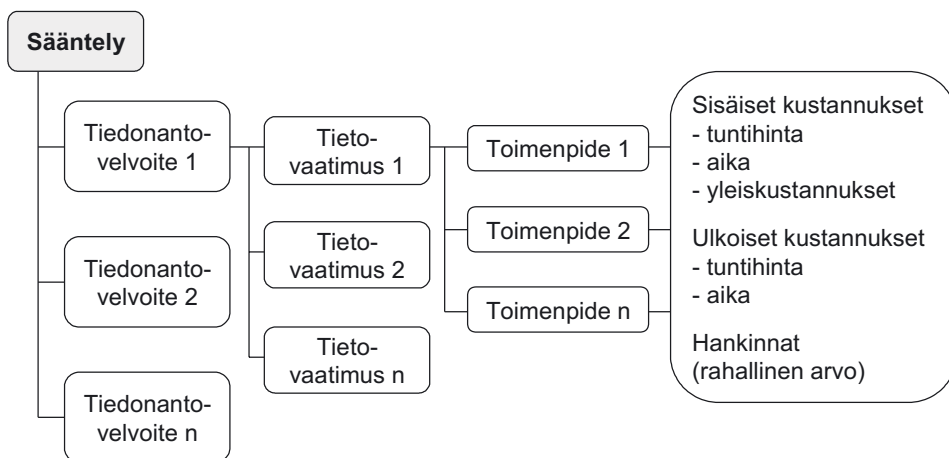 Sääntely
Tiedonanto-
velvoite 1
Tiedonanto-
velvoite 2
Tiedonanto-
velvoite n
Tieto-
vaatimus 1
Tieto-
vaatimus 2
Tieto-
vaatimus n
Toimenpide 1
Toimenpide 2
Toimenpide n
Sisäiset kustannukset
- tuntihinta
- aika
- yleiskustannukset
Ulkoiset kustannukset
- tuntihinta
- aika
Hankinnat
(rahallinen arvo)